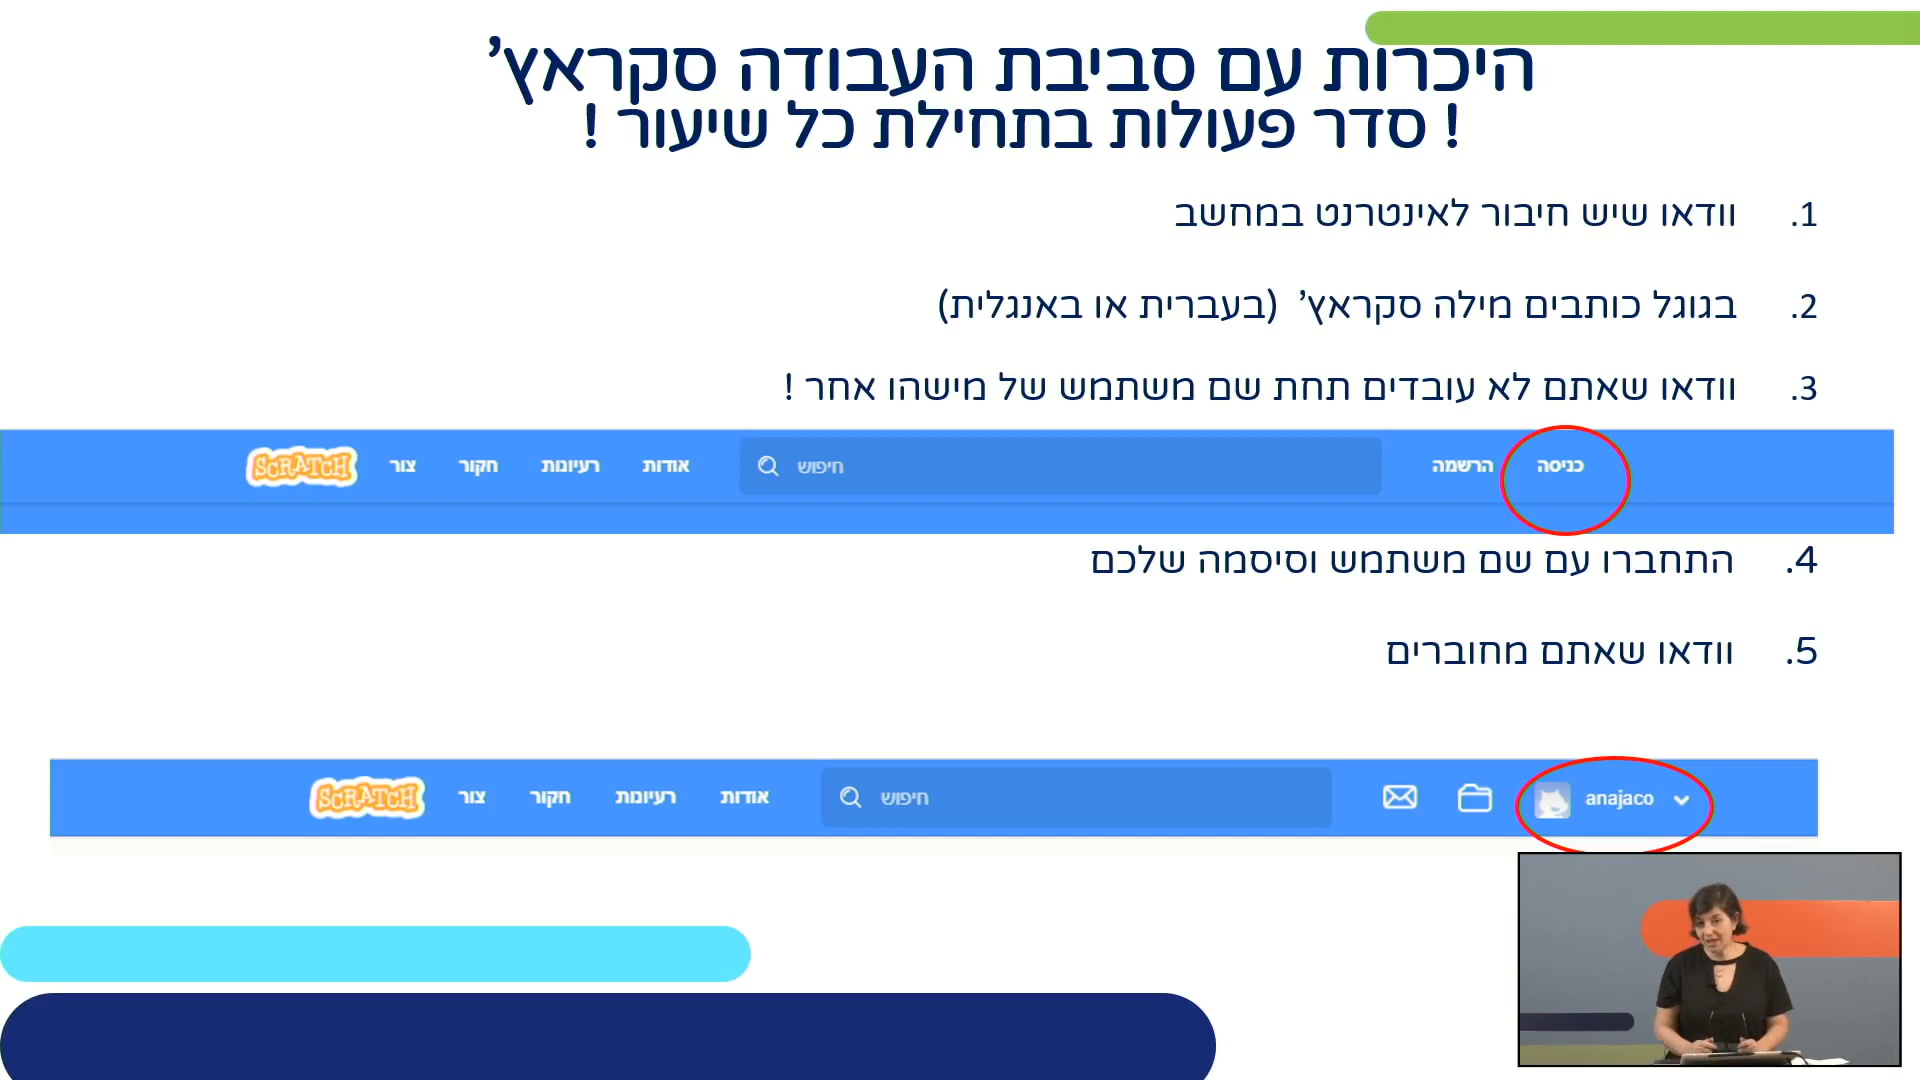 היכרות עם סביבת העבודה סקראץ'
! סדר פעולות בתחילת כל שיעור !
1. וודאו שיש חיבור לאינטרנט במחשב
2. בגוגל כותבים מילה סקראץ' (בעברית או באנגלית)
3. וודאו שאתם לא עובדים תחת שם משתמש של מישהו אחר !
SCRATCH צור חקור רעיונות אודות חיפוש הרשמה כניסה
4. התחברו עם שם משתמש וסיסמה שלכם
5. וודאו שאתם מחוברים
SCRATCH צור חקור רעיונות אודות חיפוש anajaco